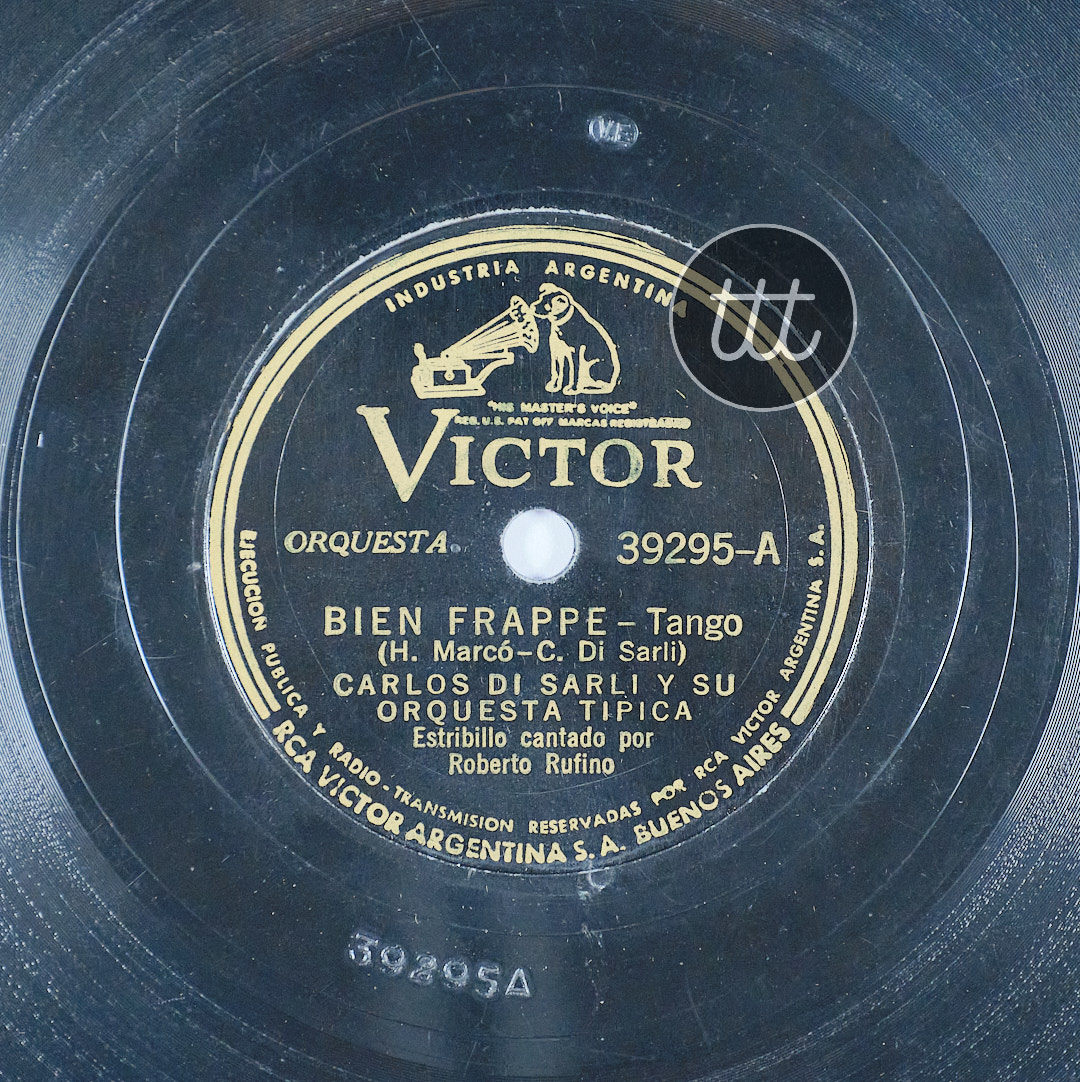 VE
INDUSTRIA ARGENTINA
ttt
"HIS MASTER'S VOICE"
REG. U.S. PAT OFF MARCAS REGISTRADAS
VICTOR
ORQUESTA
39295-A
BIEN FRAPPE - Tango
(H. Marcó-C. Di Sarli)
CARLOS DI SARLI Y SU
ORQUESTA TIPICA
Estribillo cantado por
Roberto Rufino
EJECUCION PUBLICA Y RADIO-TRANSMISION RESERVADAS POR RCA VICTOR ARGENTINA S. A.
RCA VICTOR ARGENTINA S. A. BUENOS AIRES
39295A